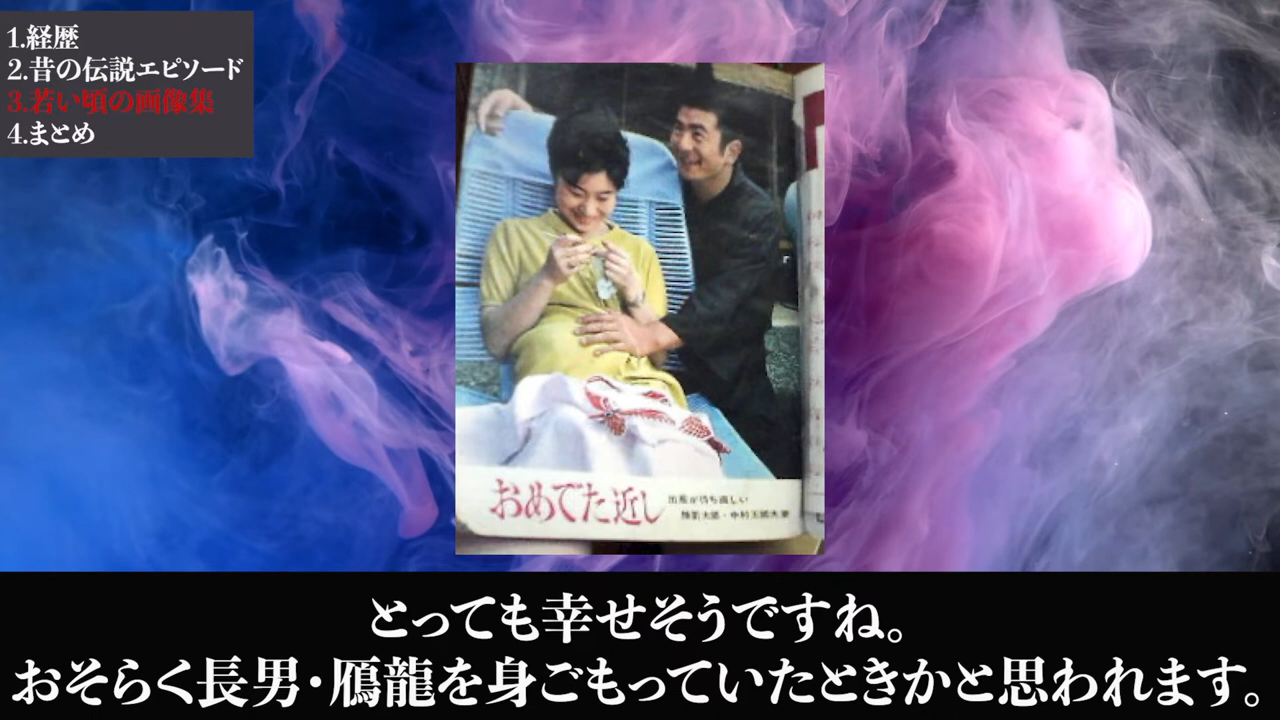 1.経歴
2.昔の伝説エピソード
3.若い頃の画像集
4.まとめ
おめでた近し
出産が待ち遠しい
勝新太郎・中村玉緒夫妻
とっても幸せそうですね。
おそらく長男・鴈龍を身ごもっていたときかと思われます。